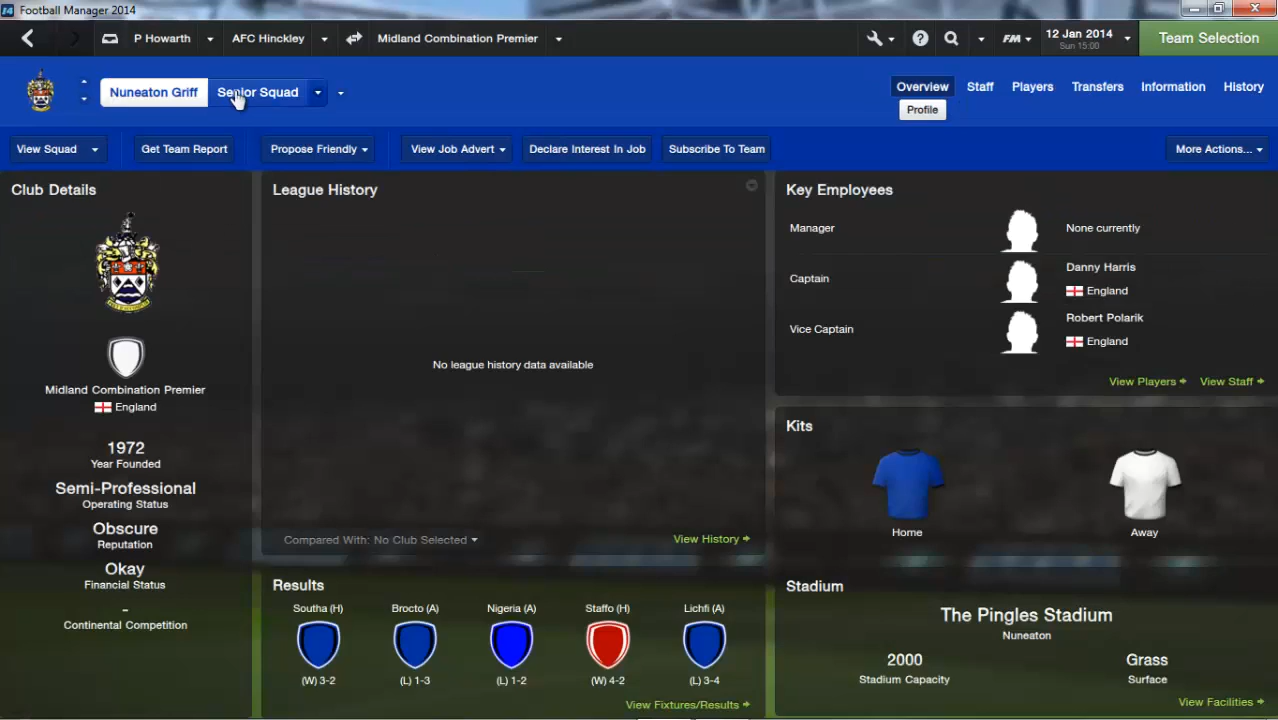 Football Manager 2014
P Howarth
AFC Hinckley
Midland Combination Premier
FM
12 Jan 2014
Sun 15:00
Team Selection
Nuneaton Griff
Senior Squad
Overview
Staff
Players
Transfers
Information
History
Profile
View Squad
Get Team Report
Propose Friendly
View Job Advert
Declare Interest In Job
Subscribe To Team
More Actions...
Club Details
Midland Combination Premier
England
1972
Year Founded
Semi-Professional
Operating Status
Obscure
Reputation
Okay
Financial Status
-
Continental Competition
League History
No league history data available
Compared With: No Club Selected
View History
Results
Southa (H)
Brocto (A)
Nigeria (A)
Staffo (H)
Lichfi (A)
(W) 3-2
(L) 1-3
(L) 1-2
(W) 4-2
(L) 3-4
View Fixtures/Results
Key Employees
Manager
None currently
Captain
Danny Harris
England
Vice Captain
Robert Polarik
England
View Players
View Staff
Kits
Home
Away
Stadium
The Pingles Stadium
Nuneaton
2000
Stadium Capacity
Grass
Surface
View Facilities